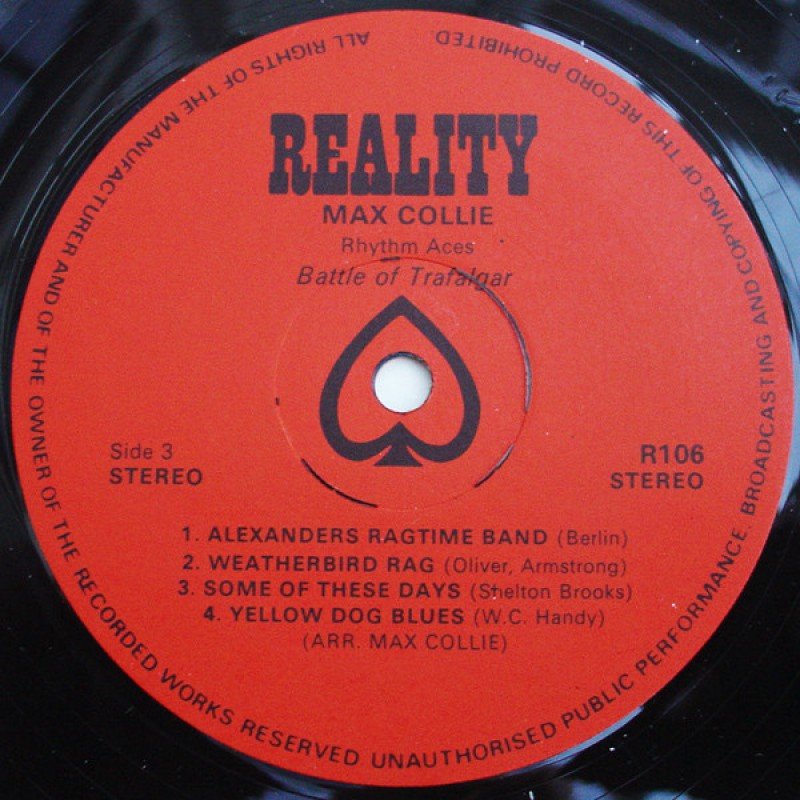 REALITY
MAX COLLIE
Rhythm Aces
Battle of Trafalgar
Side 3
STEREO
R106
STEREO
1. ALEXANDERS RAGTIME BAND (Berlin)
2. WEATHERBIRD RAG (Oliver, Armstrong)
3. SOME OF THESE DAYS (Shelton Brooks)
4. YELLOW DOG BLUES (W.C. Handy)
(ARR. MAX COLLIE)
ALL RIGHTS OF THE MANUFACTURER AND OF THE OWNER OF THE RECORDED WORKS RESERVED UNAUTHORISED PUBLIC PERFORMANCE. BROADCASTING AND COPYING OF THIS RECORD PROHIBITED